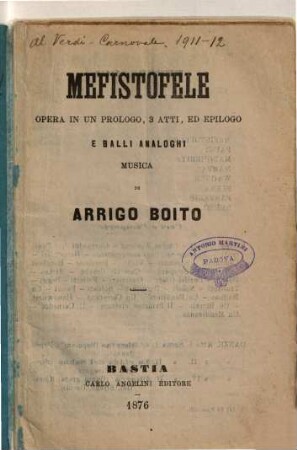 al Verdi - Carnovale, 1911-12
MEFISTOFELE
OPERA IN UN PROLOGO, 3 ATTI, ED EPILOGO
E BALLI ANALOGHI
MUSICA
DI
ARRIGO BOITO
ANTONIO MARTINI
PADOVA
BASTIA
CARLO ANGELINI EDITORE
1876